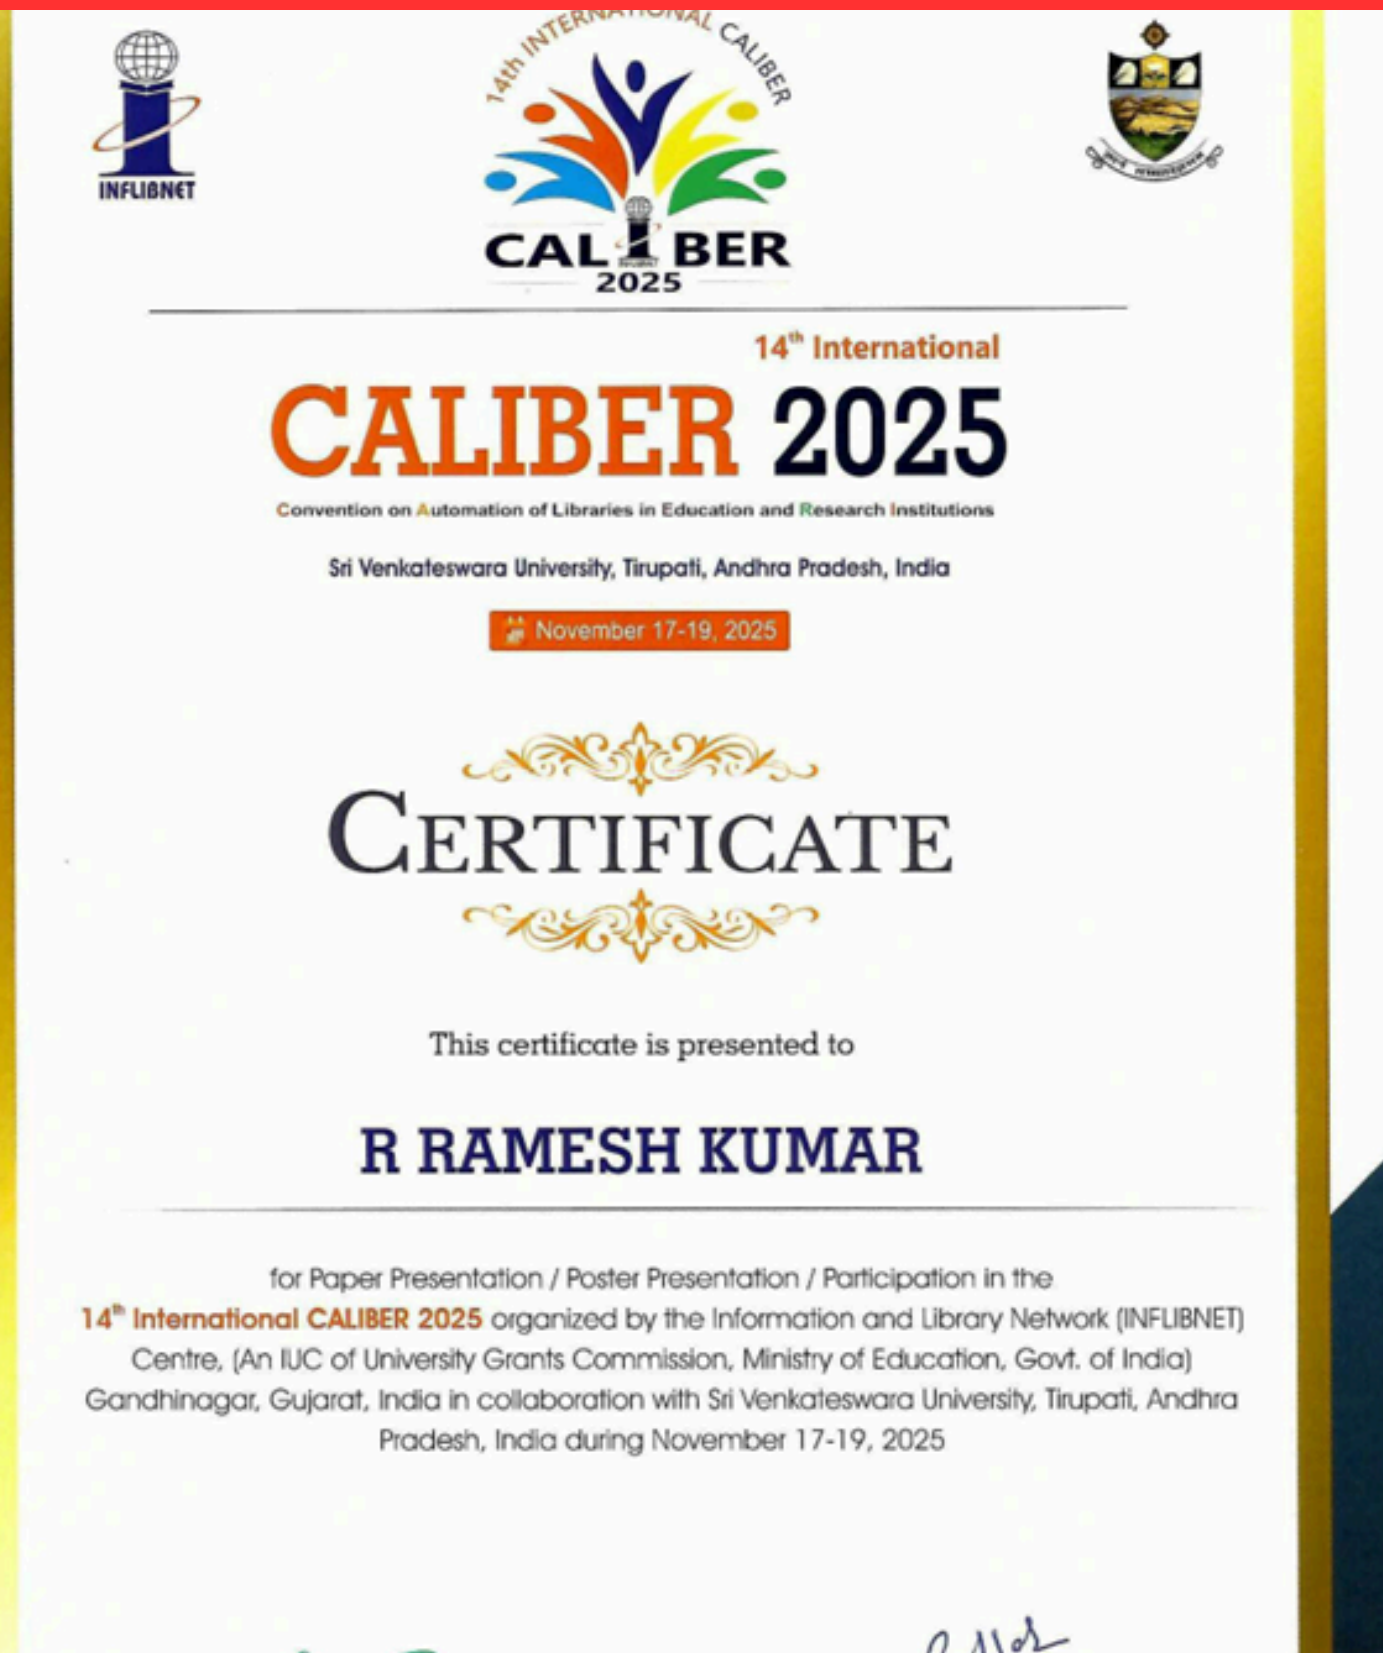 14th INTERNATIONAL CALIBER
INFLIBNET
CALIBER
2025
14th International
CALIBER 2025
Convention on Automation of Libraries in Education and Research Institutions
Sri Venkateswara University, Tirupati, Andhra Pradesh, India
November 17-19, 2025
CERTIFICATE
This certificate is presented to
R RAMESH KUMAR
for Paper Presentation / Poster Presentation / Participation in the
14th International CALIBER 2025 organized by the Information and Library Network (INFLIBNET)
Centre, (An IUC of University Grants Commission, Ministry of Education, Govt. of India)
Gandhinagar, Gujarat, India in collaboration with Sri Venkateswara University, Tirupati, Andhra
Pradesh, India during November 17-19, 2025